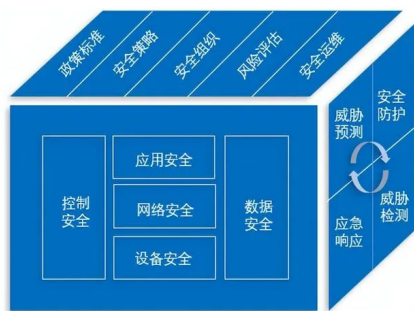 政策标准
安全策略
安全组织
风险评估
安全运维
威胁
预测
安全
防护
应急
响应
威胁
检测
控制
安全
应用安全
网络安全
设备安全
数据
安全